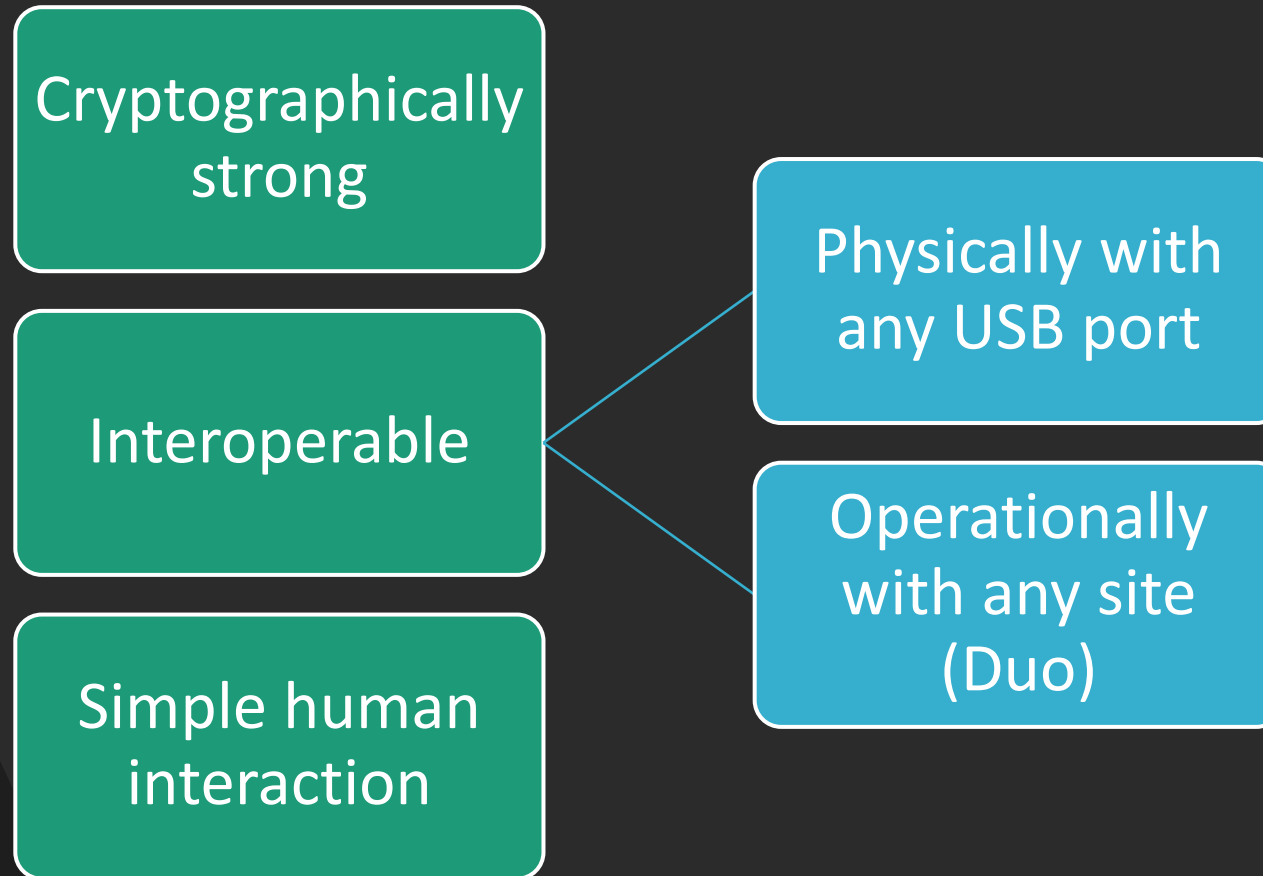 Cryptographically
strong
Interoperable
Simple human
interaction
Physically with
any USB port
Operationally
with any site
(Duo)